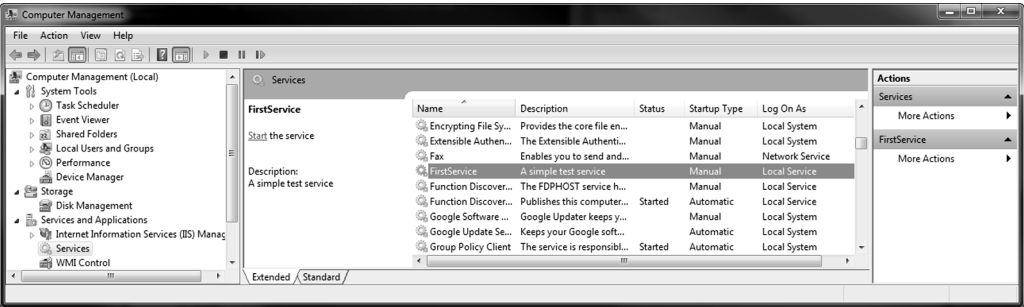 Computer Management
File Action View Help
Computer Management (Local)
System Tools
Task Scheduler
Event Viewer
Shared Folders
Local Users and Groups
Performance
Device Manager
Storage
Disk Management
Services and Applications
Internet Information Services (IIS) Manag
Services
WMI Control
Services
FirstService
Start the service
Description:
A simple test service
Name Description Status Startup Type Log On As
Encrypting File Sy... Provides the core file en... Manual Local System
Extensible Authen... The Extensible Authenti... Manual Local System
Fax Enables you to send and... Manual Network Service
FirstService A simple test service Manual Local Service
Function Discover... The FDPHOST service h... Manual Local Service
Function Discover... Publishes this computer... Started Automatic Local Service
Google Software ... Google Updater keeps y... Manual Local System
Google Update Se... Keeps your Google soft... Automatic Local System
Group Policy Client The service is responsibl... Started Automatic Local System
Extended Standard
Actions
Services
More Actions
FirstService
More Actions